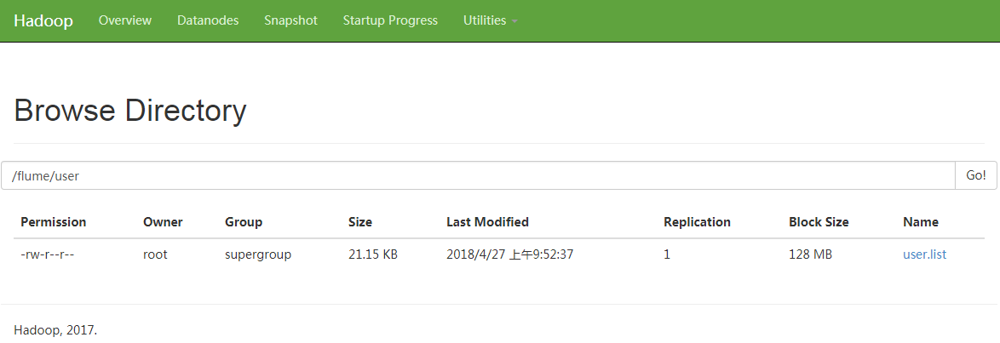 Hadoop Overview Datanodes Snapshot Startup Progress Utilities
Browse Directory
/flume/user Go!
Permission Owner Group Size Last Modified Replication Block Size Name
-rw-r--r-- root supergroup 21.15 KB 2018/4/27 上午9:52:37 1 128 MB user.list
Hadoop, 2017.